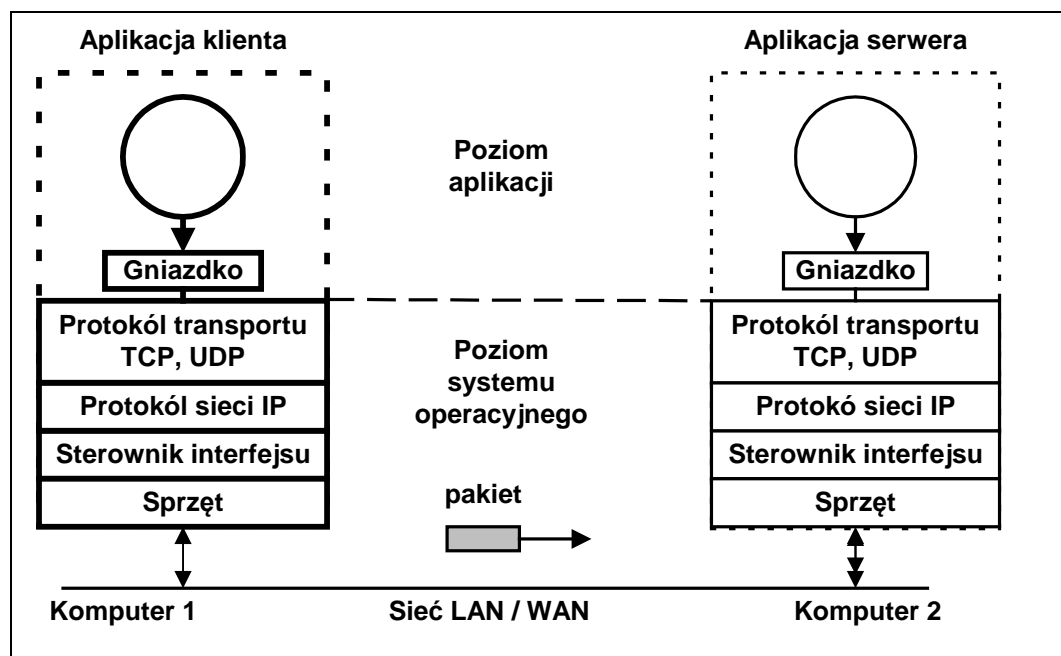 Aplikacja klienta
Aplikacja serwera
Poziom
aplikacji
Gniazdko
Gniazdko
Protokól transportu
TCP, UDP
Protokól sieci IP
Sterownik interfejsu
Sprzęt
Poziom
systemu
operacyjnego
pakiet
Protokól transportu
TCP, UDP
Protokó sieci IP
Sterownik interfejsu
Sprzęt
Komputer 1
Sieć LAN / WAN
Komputer 2